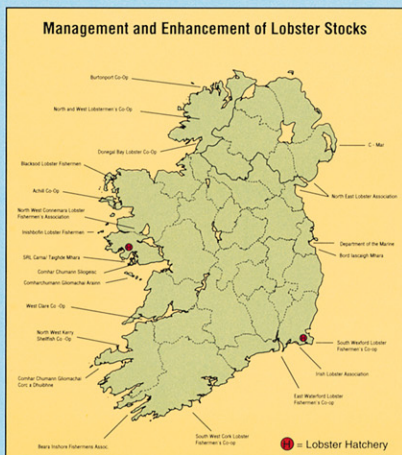 Management and Enhancement of Lobster Stocks
Burtonport Co-Op
North and West Lobstermen's Co-Op
Donegal Bay Lobster Co-Op
Blacksod Lobster Fishermen
Achill Co-Op
North West Connemara Lobster
Fishermen's Association
Inishbofin Lobster Fishermen
SRL Carnar Taighde Mhara
Comhar Chumann Sliogeisc
Comharchumann Gliomachai Arainn
West Clare Co-Op
North West Kerry
Shellfish Co-Op
Comhar Chumann Gliomachai
Corc a Dhuibhne
Beara Inshore Fishermens Assoc.
C - Mar
North East Lobster Association
Department of the Marine
Bord Iascaigh Mhara
South Wexford Lobster
Fishermen's Co-op
Irish Lobster Association
East Waterford Lobster
Fishermen's Co-op
South West Cork Lobster
Fishermen's Co-op
H
H
H = Lobster Hatchery